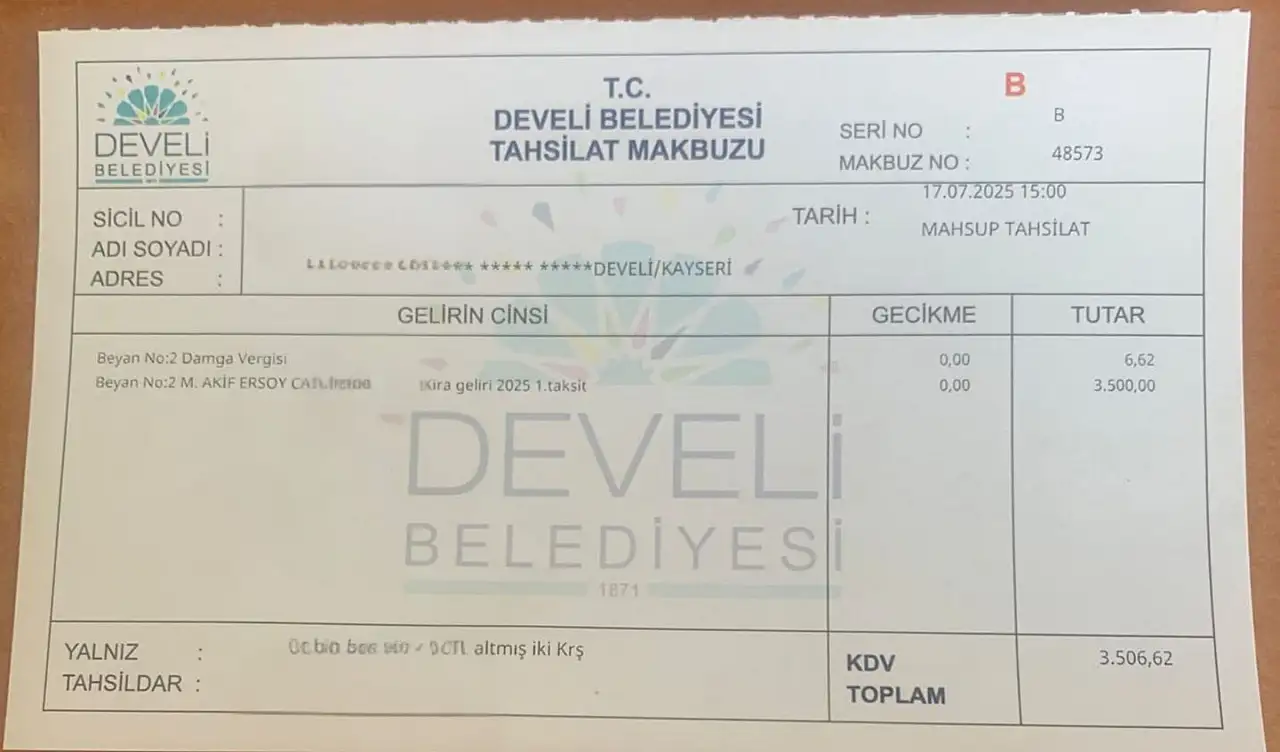 DEVELİ
BELEDİYESİ
T.C.
DEVELİ BELEDİYESİ
TAHSİLAT MAKBUZU
B
SERİ NO : B
MAKBUZ NO : 48573
SİCİL NO :
ADI SOYADI :
ADRES :
***** *****DEVELİ/KAYSERİ
17.07.2025 15:00
TARİH :
MAHSUP TAHSİLAT
GELİRİN CİNSİ GECİKME TUTAR
Beyan No:2 Damga Vergisi 0,00 6,62
Beyan No:2 M. AKİF ERSOY Kira geliri 2025 1.taksit 0,00 3.500,00
DEVELİ
BELEDİYESİ
1871
YALNIZ : altmış iki Krş
TAHSİLDAR :
KDV 3.506,62
TOPLAM